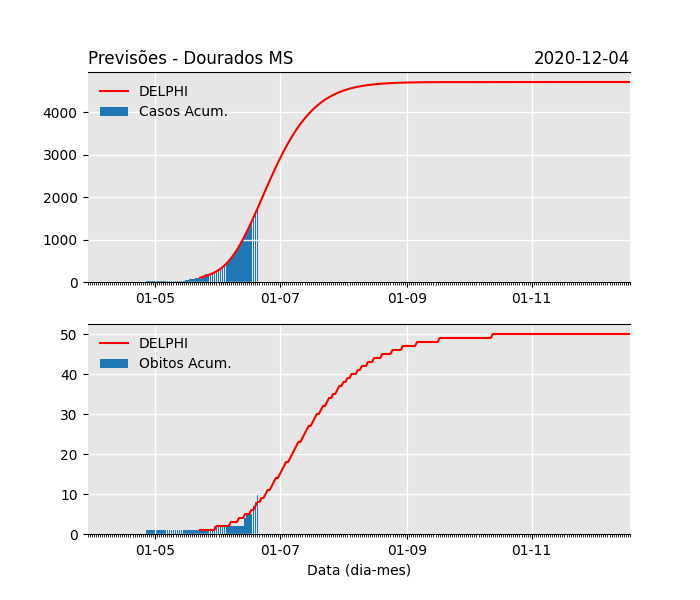 Previsões - Dourados MS 2020-12-04
DELPHI
Casos Acum.
4000
3000
2000
1000
0
01-05 01-07 01-09 01-11
DELPHI
Obitos Acum.
50
40
30
20
10
0
01-05 01-07 01-09 01-11
Data (dia-mes)